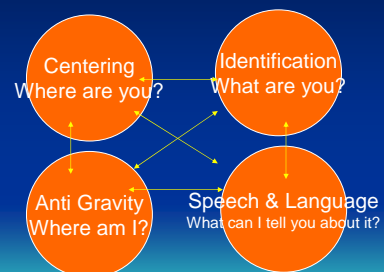 Centering
Where are you?
Identification
What are you?
Anti Gravity
Where am I?
Speech & Language
What can I tell you about it?